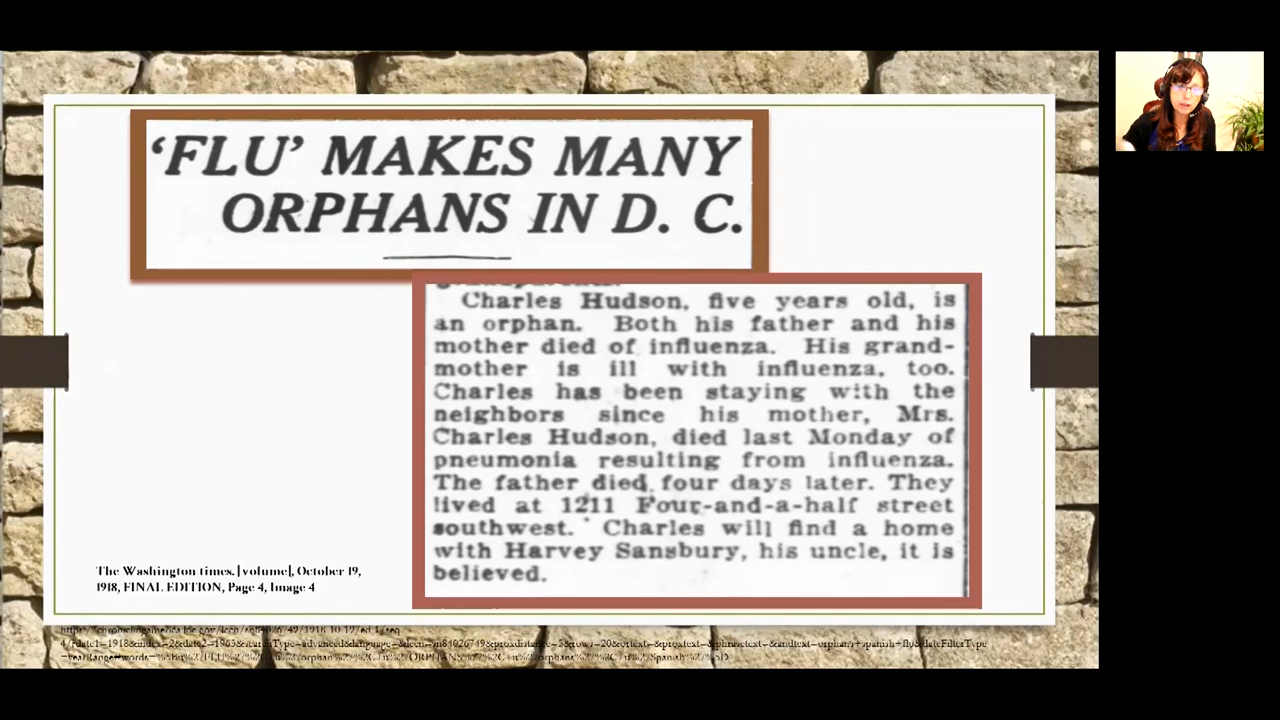 ‘FLU’ MAKES MANY
ORPHANS IN D. C.
Charles Hudson, five years old, is
an orphan. Both his father and his
mother died of influenza. His grand-
mother is ill with influenza, too.
Charles has been staying with the
neighbors since his mother, Mrs.
Charles Hudson, died last Monday of
pneumonia resulting from influenza.
The father died four days later. They
lived at 1211 Four-and-a-half street
southwest. Charles will find a home
with Harvey Sansbury, his uncle, it is
believed.
The Washington times. [volume], October 19,
1918, FINAL EDITION, Page 4, Image 4